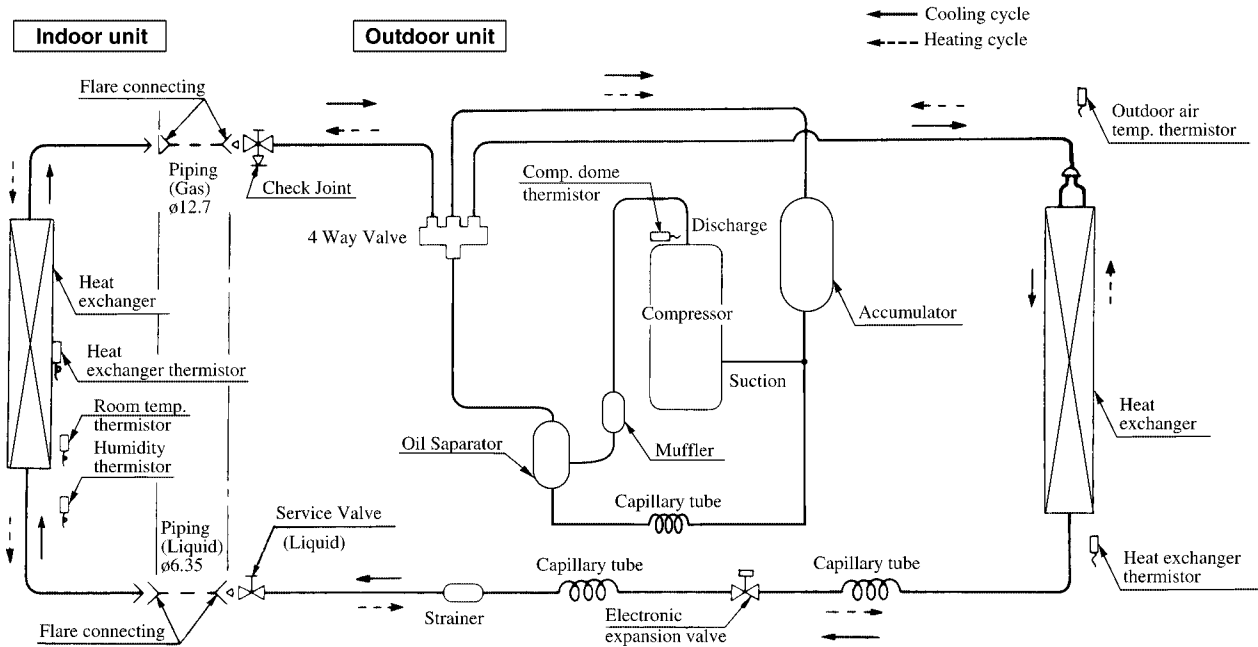 Cooling cycle
Heating cycle
Indoor unit
Outdoor unit
Flare connecting
Outdoor air
temp. thermistor
Piping
(Gas)
ø12.7
Check Joint
Comp. dome
thermistor
Discharge
4 Way Valve
Heat
exchanger
Compressor
Accumulator
Heat
exchanger thermistor
Suction
Room temp.
thermistor
Humidity
thermistor
Heat
exchanger
Oil Saparator
Muffler
Capillary tube
Service Valve
(Liquid)
Piping
(Liquid)
ø6.35
Capillary tube
Capillary tube
Heat exchanger
thermistor
Strainer
Electronic
expansion valve
Flare connecting